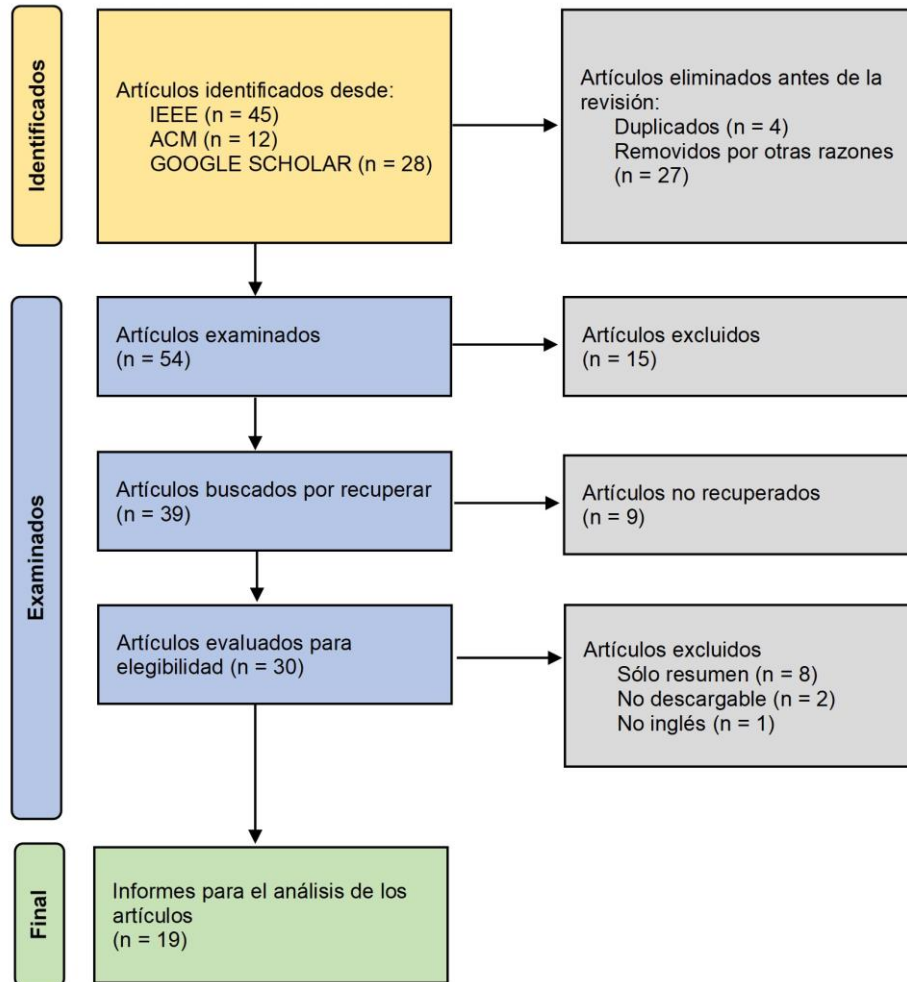 Identificados
Artículos identificados desde:
IEEE (n = 45)
ACM (n = 12)
GOOGLE SCHOLAR (n = 28)
Artículos eliminados antes de la
revisión:
Duplicados (n = 4)
Removidos por otras razones
(n = 27)
Examinados
Artículos examinados
(n = 54)
Artículos excluidos
(n = 15)
Artículos buscados por recuperar
(n = 39)
Artículos no recuperados
(n = 9)
Artículos evaluados para
elegibilidad (n = 30)
Artículos excluidos
Sólo resumen (n = 8)
No descargable (n = 2)
No inglés (n = 1)
Final
Informes para el análisis de los
artículos
(n = 19)